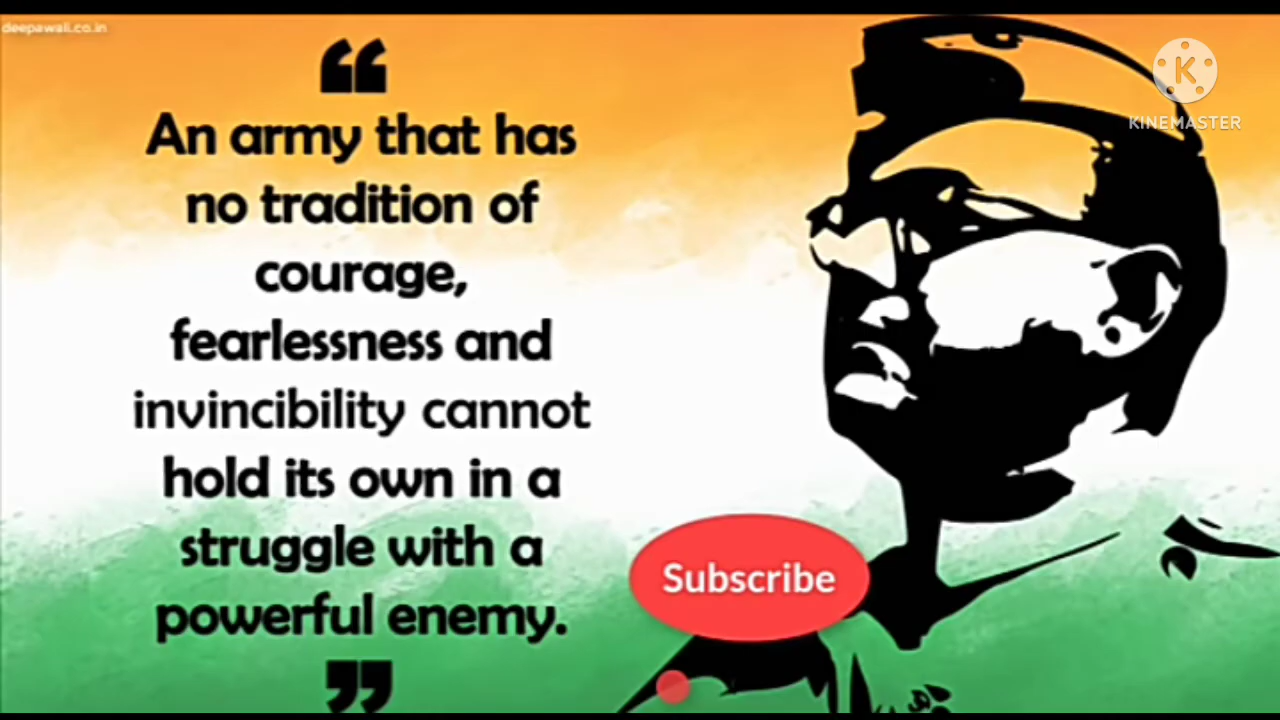 deepawali.co.in
K
KINEMASTER
“
An army that has
no tradition of
courage,
fearlessness and
invincibility cannot
hold its own in a
struggle with a
powerful enemy.
”
Subscribe